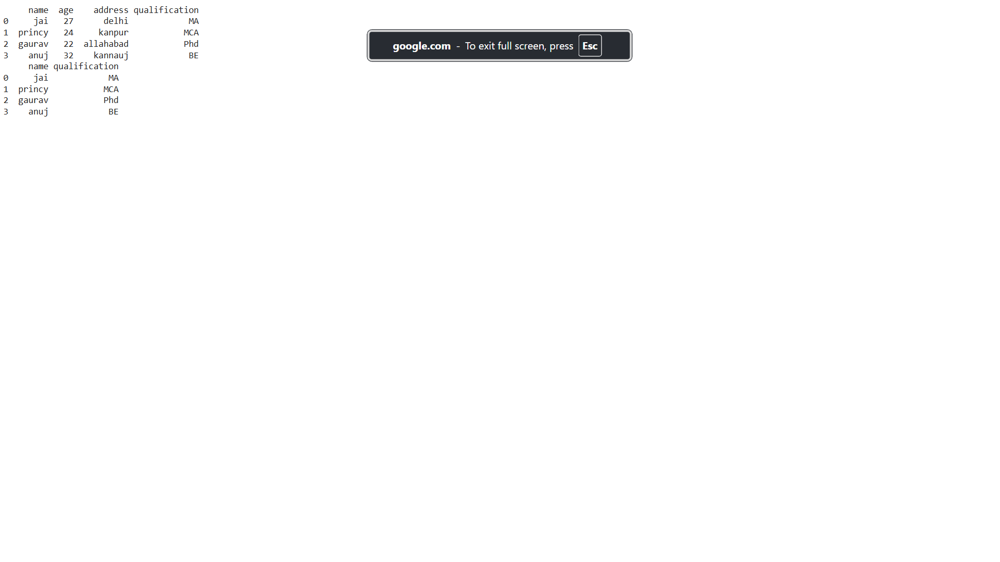 name age address qualification
0 jai 27 delhi MA
1 princy 24 kanpur MCA
2 gaurav 22 allahabad Phd
3 anuj 32 kannauj BE
name qualification
0 jai MA
1 princy MCA
2 gaurav Phd
3 anuj BE
google.com - To exit full screen, press Esc